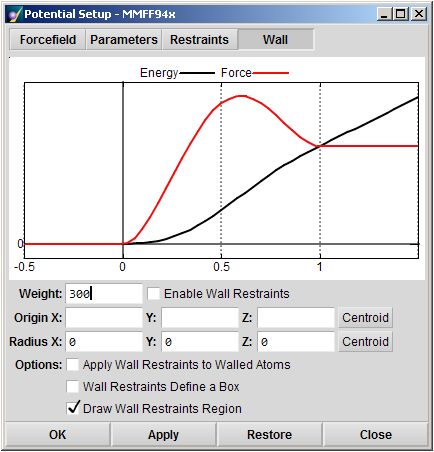 Potential Setup - MMFF94x
Forcefield Parameters Restraints Wall
Energy Force
0
-0.5 0 0.5 1
Weight: 300 Enable Wall Restraints
Origin X: Y: Z: Centroid
Radius X: 0 Y: 0 Z: 0 Centroid
Options: Apply Wall Restraints to Walled Atoms
Wall Restraints Define a Box
Draw Wall Restraints Region
OK Apply Restore Close